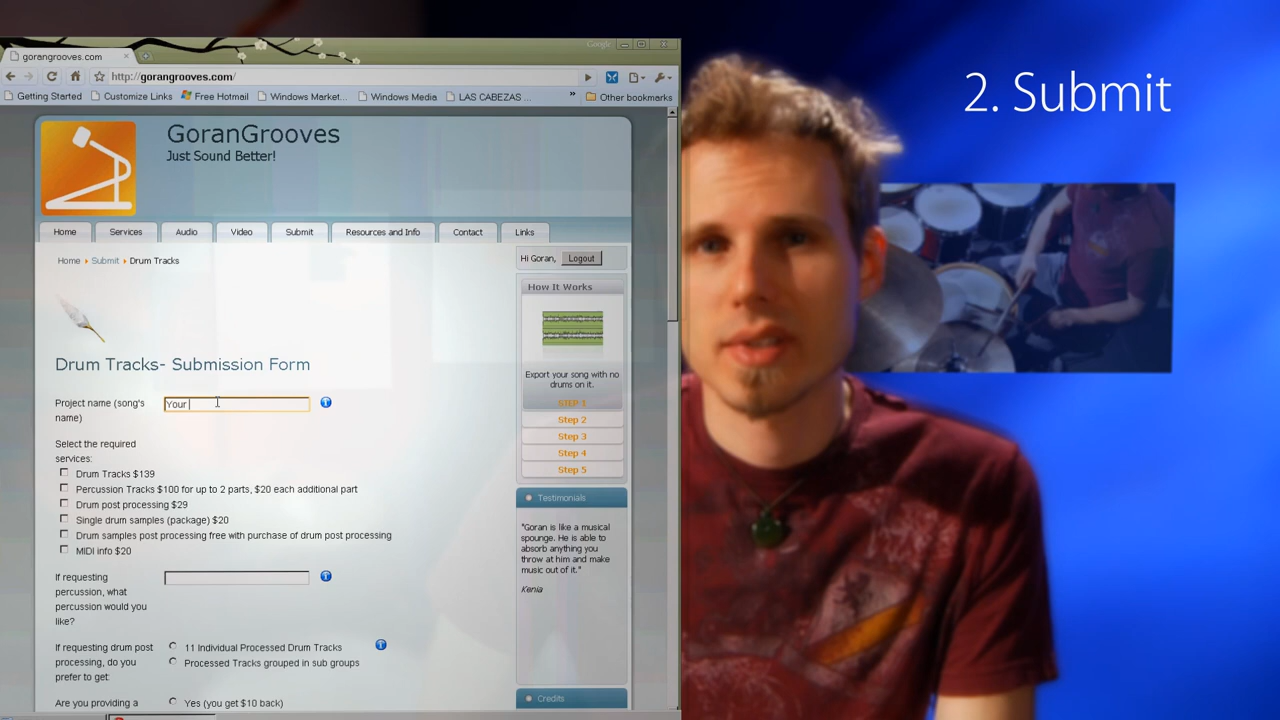 Google
gorangrooves.com
http://gorangrooves.com/
Getting Started
Customize Links
Free Hotmail
Windows Market...
Windows Media
LAS CABEZAS ...
»
Other bookmarks
GoranGrooves
Just Sound Better!
Home
Services
Audio
Video
Submit
Resources and Info
Contact
Links
Home
Submit
Drum Tracks
Hi Goran,
Logout
Drum Tracks- Submission Form
Project name (song's
name)
Your
Select the required
services:
Drum Tracks $139
Percussion Tracks $100 for up to 2 parts, $20 each additional part
Drum post processing $29
Single drum samples (package) $20
Drum samples post processing free with purchase of drum post processing
MIDI info $20
If requesting
percussion, what
percussion would you
like?
If requesting drum post
processing, do you
prefer to get:
11 Individual Processed Drum Tracks
Processed Tracks grouped in sub groups
Are you providing a
Yes (you get $10 back)
How It Works
Export your song with no
drums on it.
STEP 1
Step 2
Step 3
Step 4
Step 5
Testimonials
"Goran is like a musical
spounge. He is able to
absorb anything you
throw at him and make
music out of it."
Kenia
Credits
2. Submit